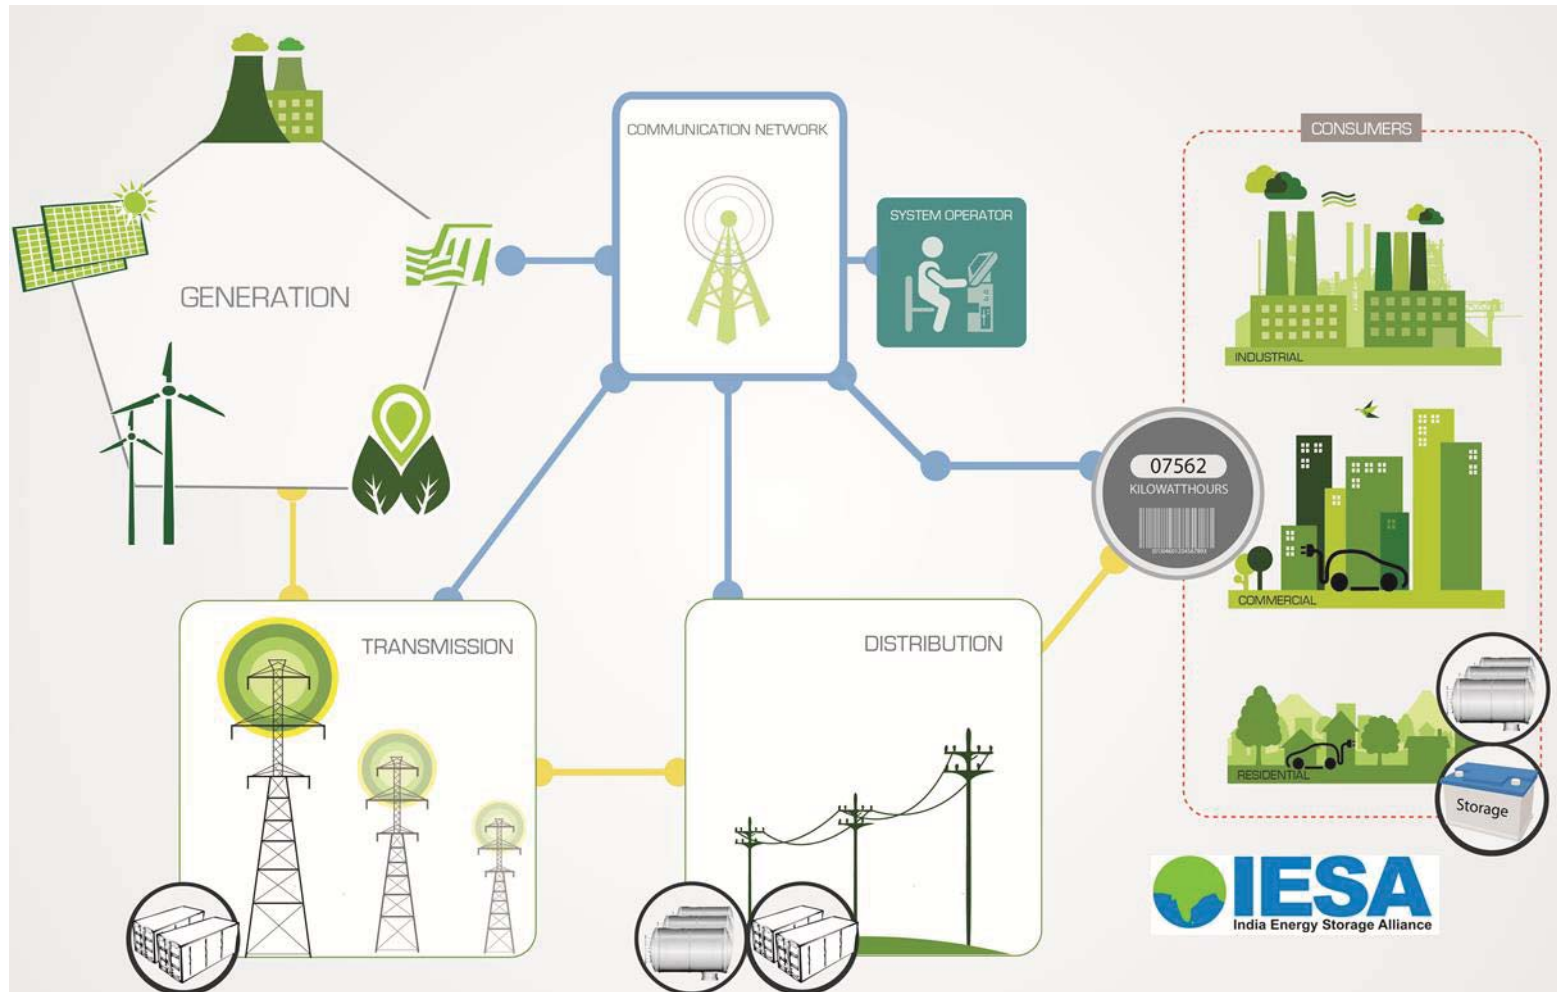 COMMUNICATION NETWORK
CONSUMERS
SYSTEM OPERATOR
GENERATION
INDUSTRIAL
07562
KILOWATTHOURS
COMMERCIAL
TRANSMISSION
DISTRIBUTION
RESIDENTIAL
Storage
IESA
India Energy Storage Alliance